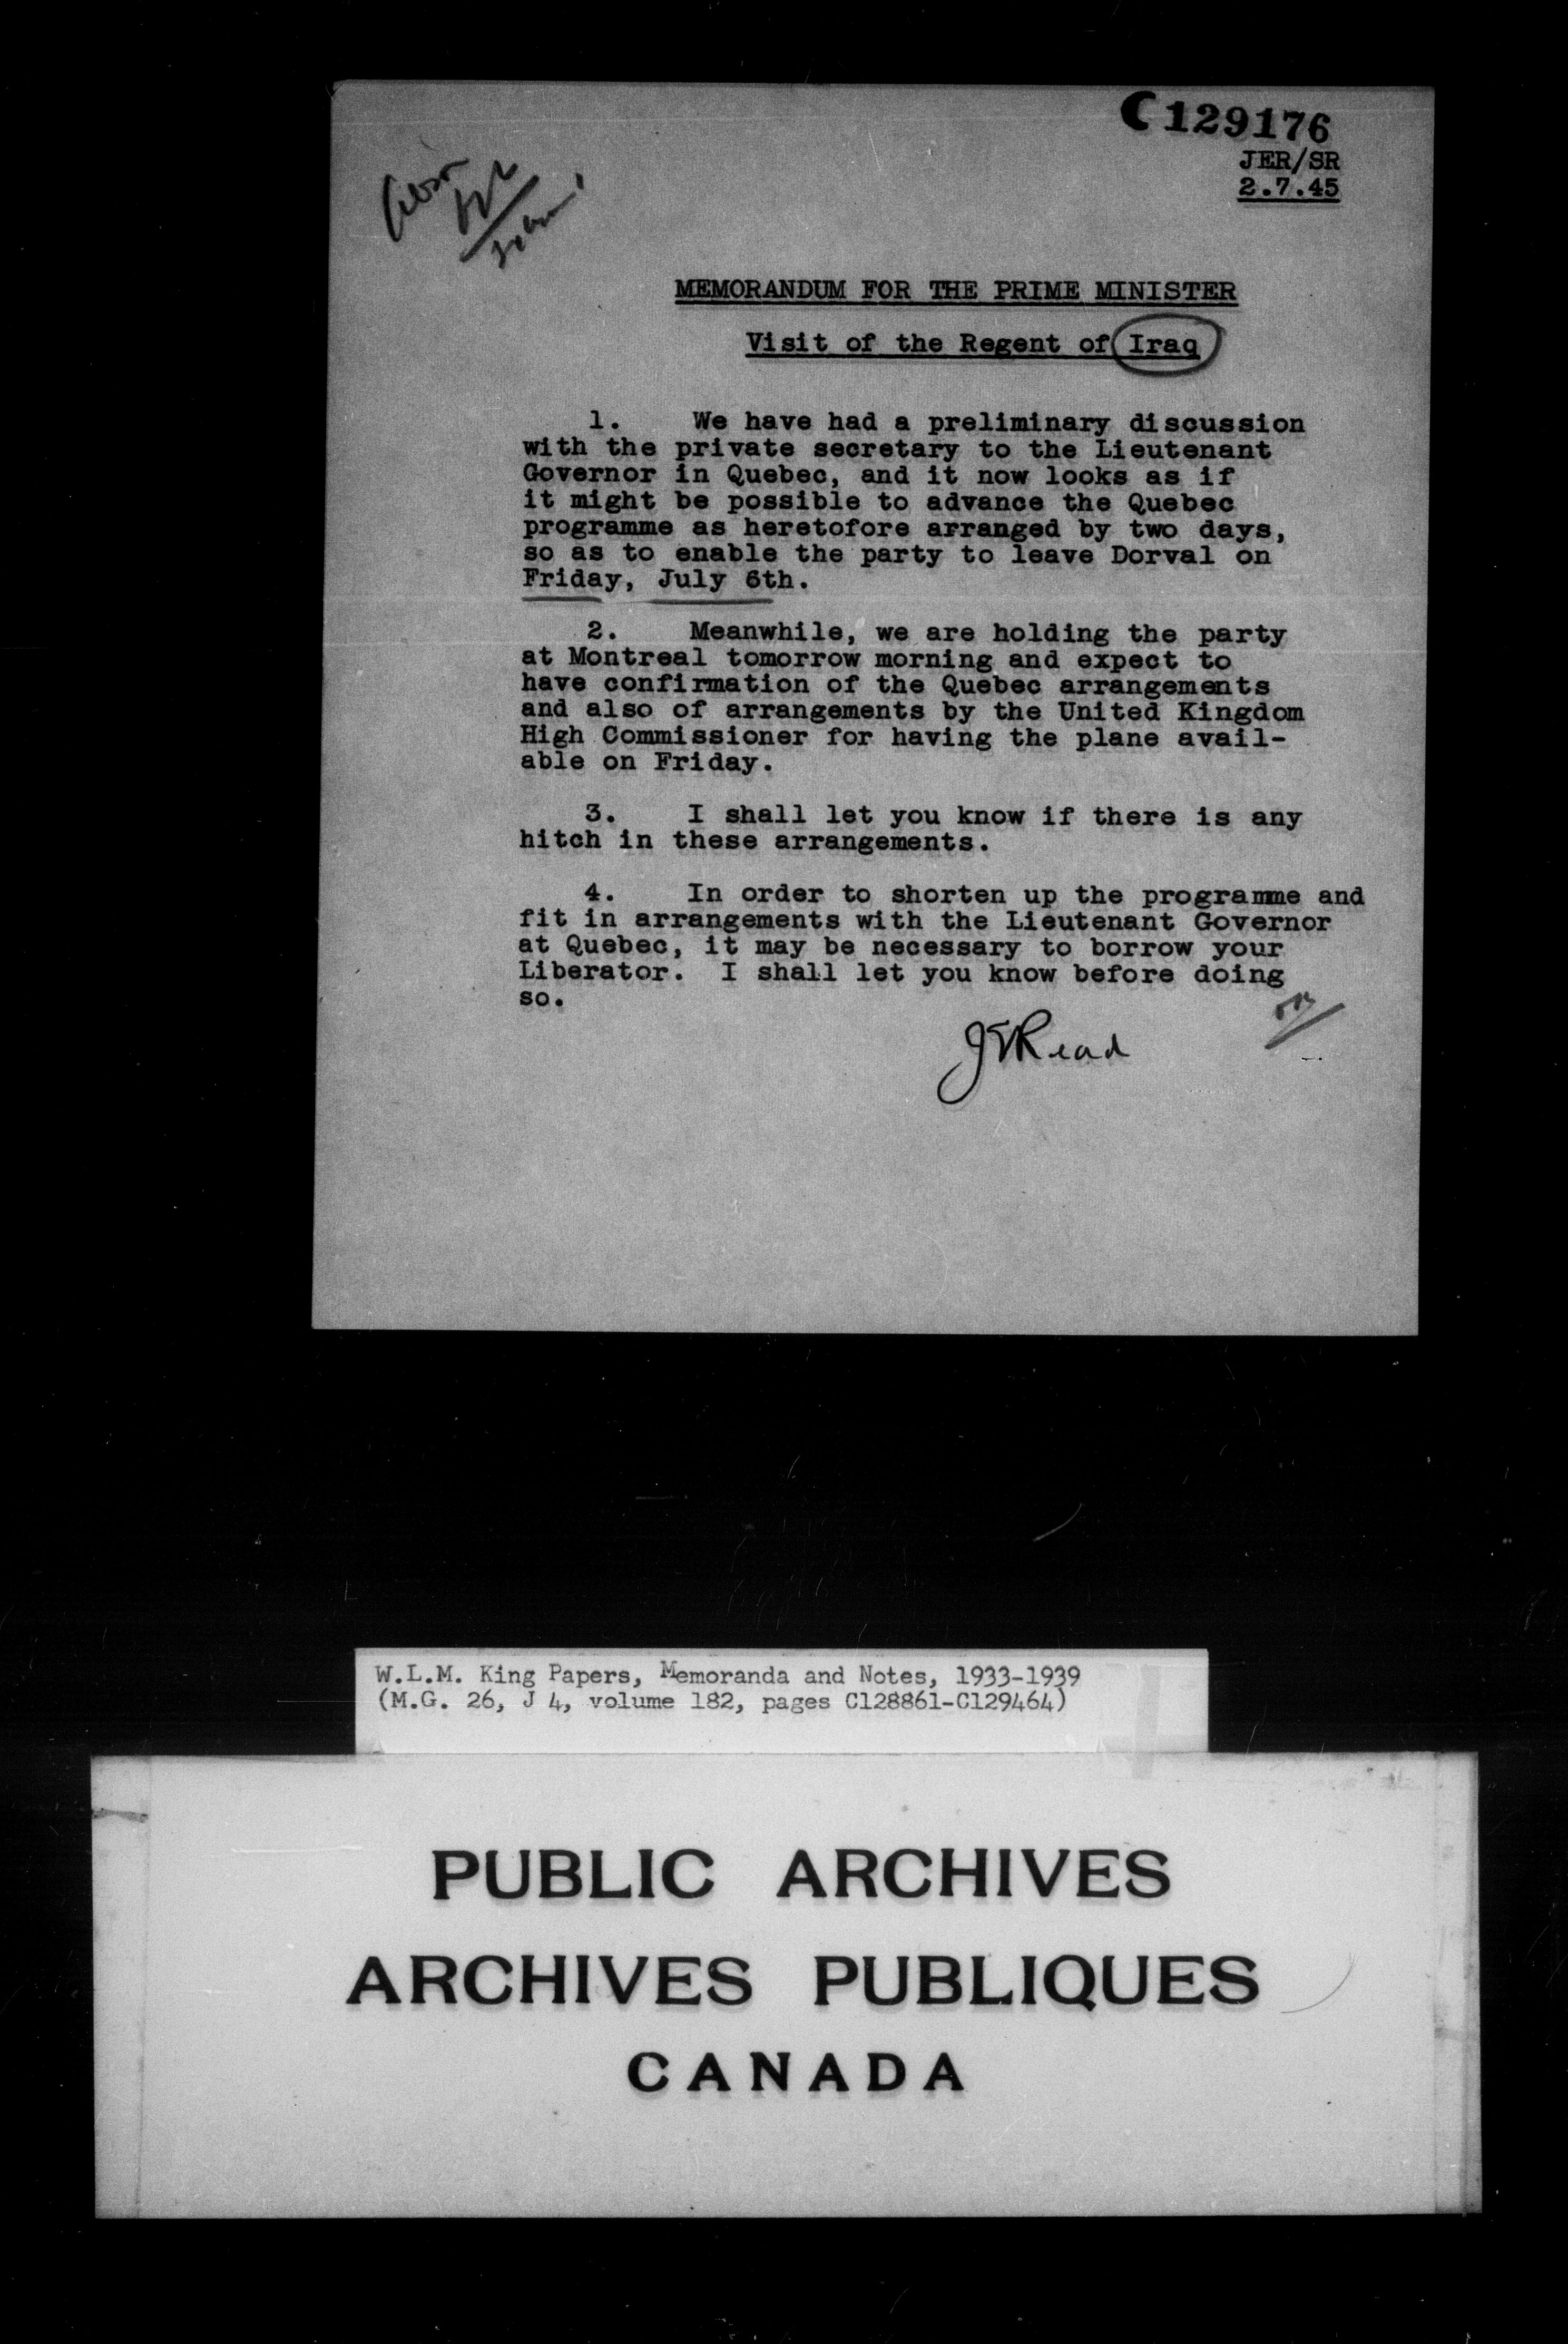 C129176
JER/SR
2.7.45
MEMORANDUM FOR THE PRIME MINISTER
Visit of the Regent of Iraq
1. We have had a preliminary discussion
with the private secretary to the Lieutenant
Governor in Quebec, and it now looks as if
it might be possible to advance the Quebec
programme as heretofore arranged by two days,
so as to enable the party to leave Dorval on
Friday, July 6th.
2. Meanwhile, we are holding the party
at Montreal tomorrow morning and expect to
have confirmation of the Quebec arrangements
and also of arrangements by the United Kingdom
High Commissioner for having the plane avail-
able on Friday.
3. I shall let you know if there is any
hitch in these arrangements.
4. In order to shorten up the programme and
fit in arrangements with the Lieutenant Governor
at Quebec, it may be necessary to borrow your
Liberator. I shall let you know before doing
so.
JERead
W.L.M. King Papers, Memoranda and Notes, 1933-1939
(M.G. 26, J 4, volume 182, pages C128861-C129464)
PUBLIC ARCHIVES
ARCHIVES PUBLIQUES
CANADA